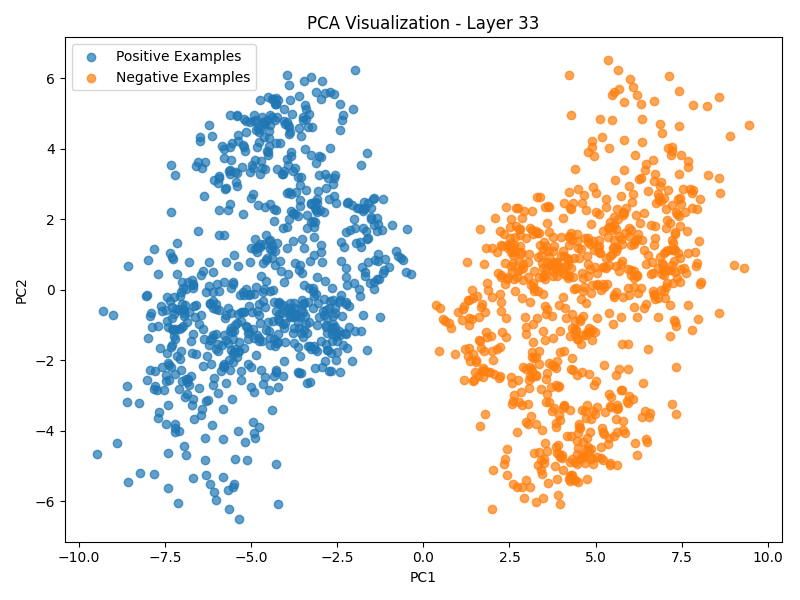 PCA Visualization - Layer 33
Positive Examples
Negative Examples
6
4
2
0
−2
−4
−6
PC2
−10.0 −7.5 −5.0 −2.5 0.0 2.5 5.0 7.5 10.0
PC1